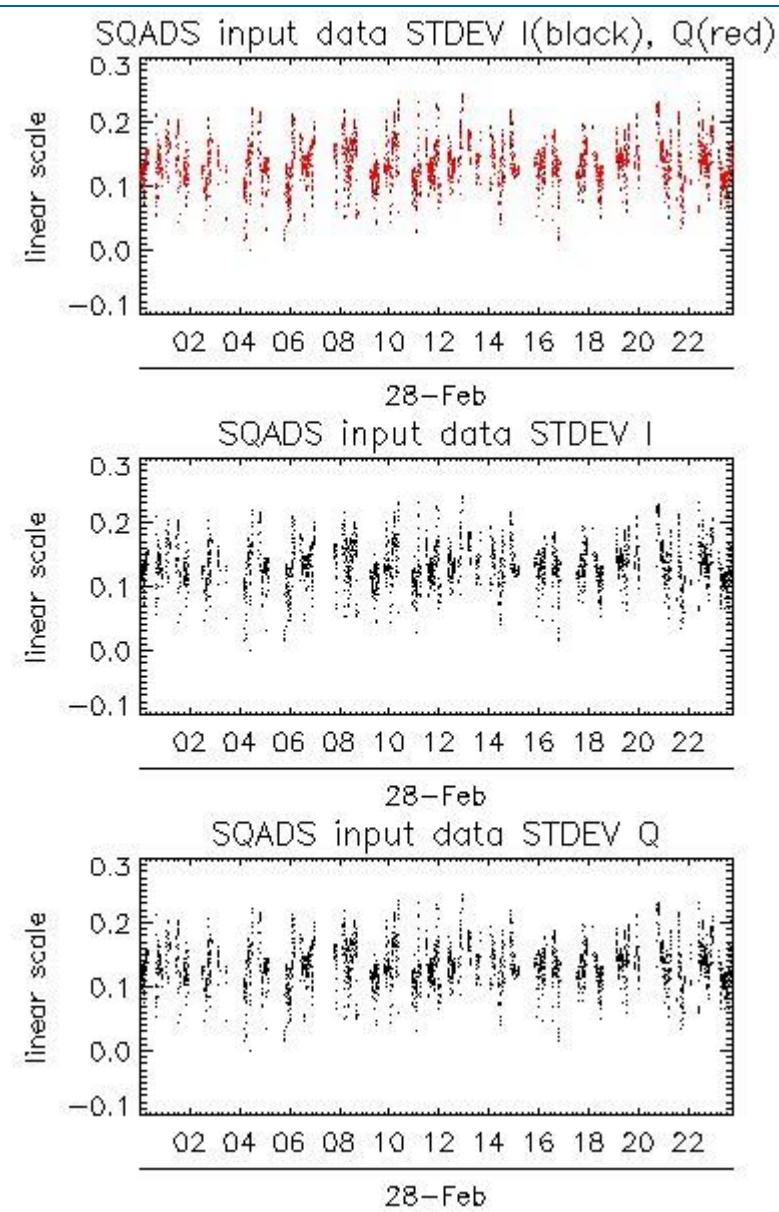 SQADS input data STDEV I(black), Q(red)
0.3
0.2
0.1
0.0
−0.1
linear scale
02 04 06 08 10 12 14 16 18 20 22
28−Feb
SQADS input data STDEV I
0.3
0.2
0.1
0.0
−0.1
linear scale
02 04 06 08 10 12 14 16 18 20 22
28−Feb
SQADS input data STDEV Q
0.3
0.2
0.1
0.0
−0.1
linear scale
02 04 06 08 10 12 14 16 18 20 22
28−Feb